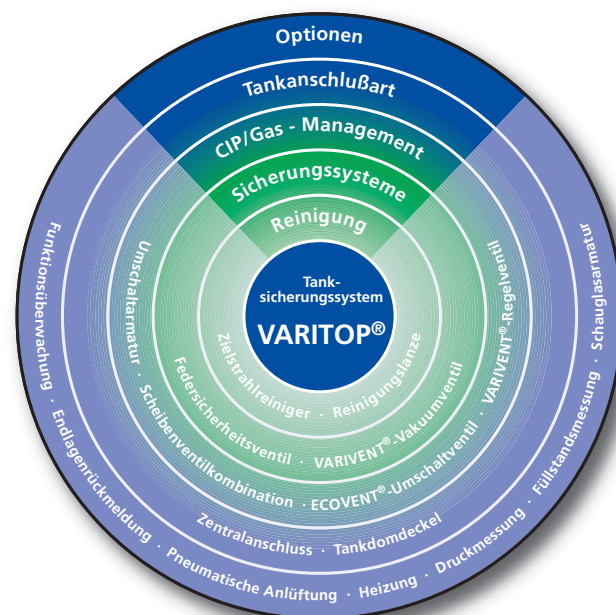 Optionen
Tankanschlußart
CIP/Gas - Management
Sicherungssysteme
Reinigung
Tank-
sicherungssystem
VARITOP®
Zielstrahlreiniger · Reinigungslanze
Federsicherheitsventil · VARIVENT®-Vakuumventil
Umschaltarmatur · Scheibenventilkombination · ECOVENT®-Umschaltventil · VARIVENT®-Regelventil
Zentralanschluss · Tankdomdeckel
Funktionsüberwachung · Endlagenrückmeldung · Pneumatische Anlüftung · Heizung · Druckmessung · Füllstandsmessung · Schauglasarmatur